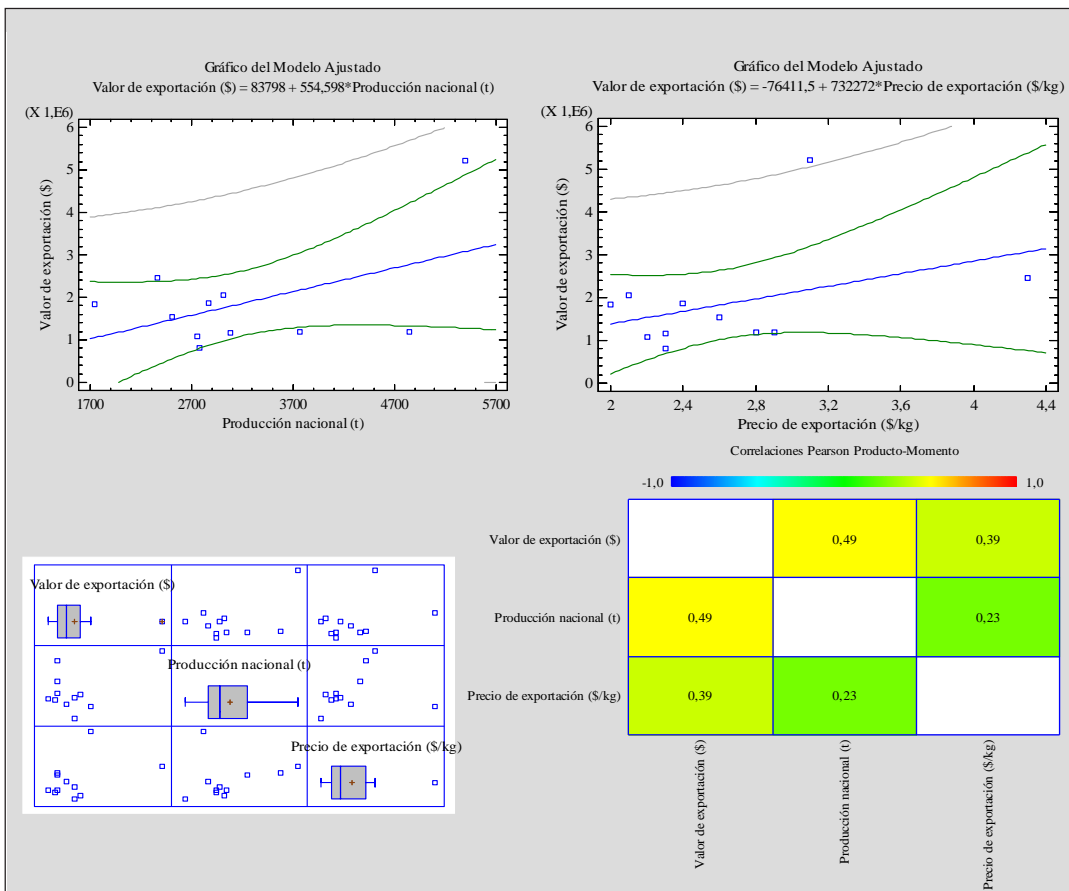 Gráfico del Modelo Ajustado
Valor de exportación ($) = 83798 + 554,598*Producción nacional (t)
(X 1,E6)
6
5
4
3
2
1
0
Valor de exportación ($)
1700
2700
3700
4700
5700
Producción nacional (t)
Gráfico del Modelo Ajustado
Valor de exportación ($) = -76411,5 + 732272*Precio de exportación ($/kg)
(X 1,E6)
6
5
4
3
2
1
0
Valor de exportación ($)
2
2,4
2,8
3,2
3,6
4
4,4
Precio de exportación ($/kg)
Valor de exportación ($)
Producción nacional (t)
Precio de exportación ($/kg)
Correlaciones Pearson Producto-Momento
-1,0
1,0
Valor de exportación ($)
0,49
0,39
Producción nacional (t)
0,49
0,23
Precio de exportación ($/kg)
0,39
0,23
Valor de exportación ($)
Producción nacional (t)
Precio de exportación ($/kg)